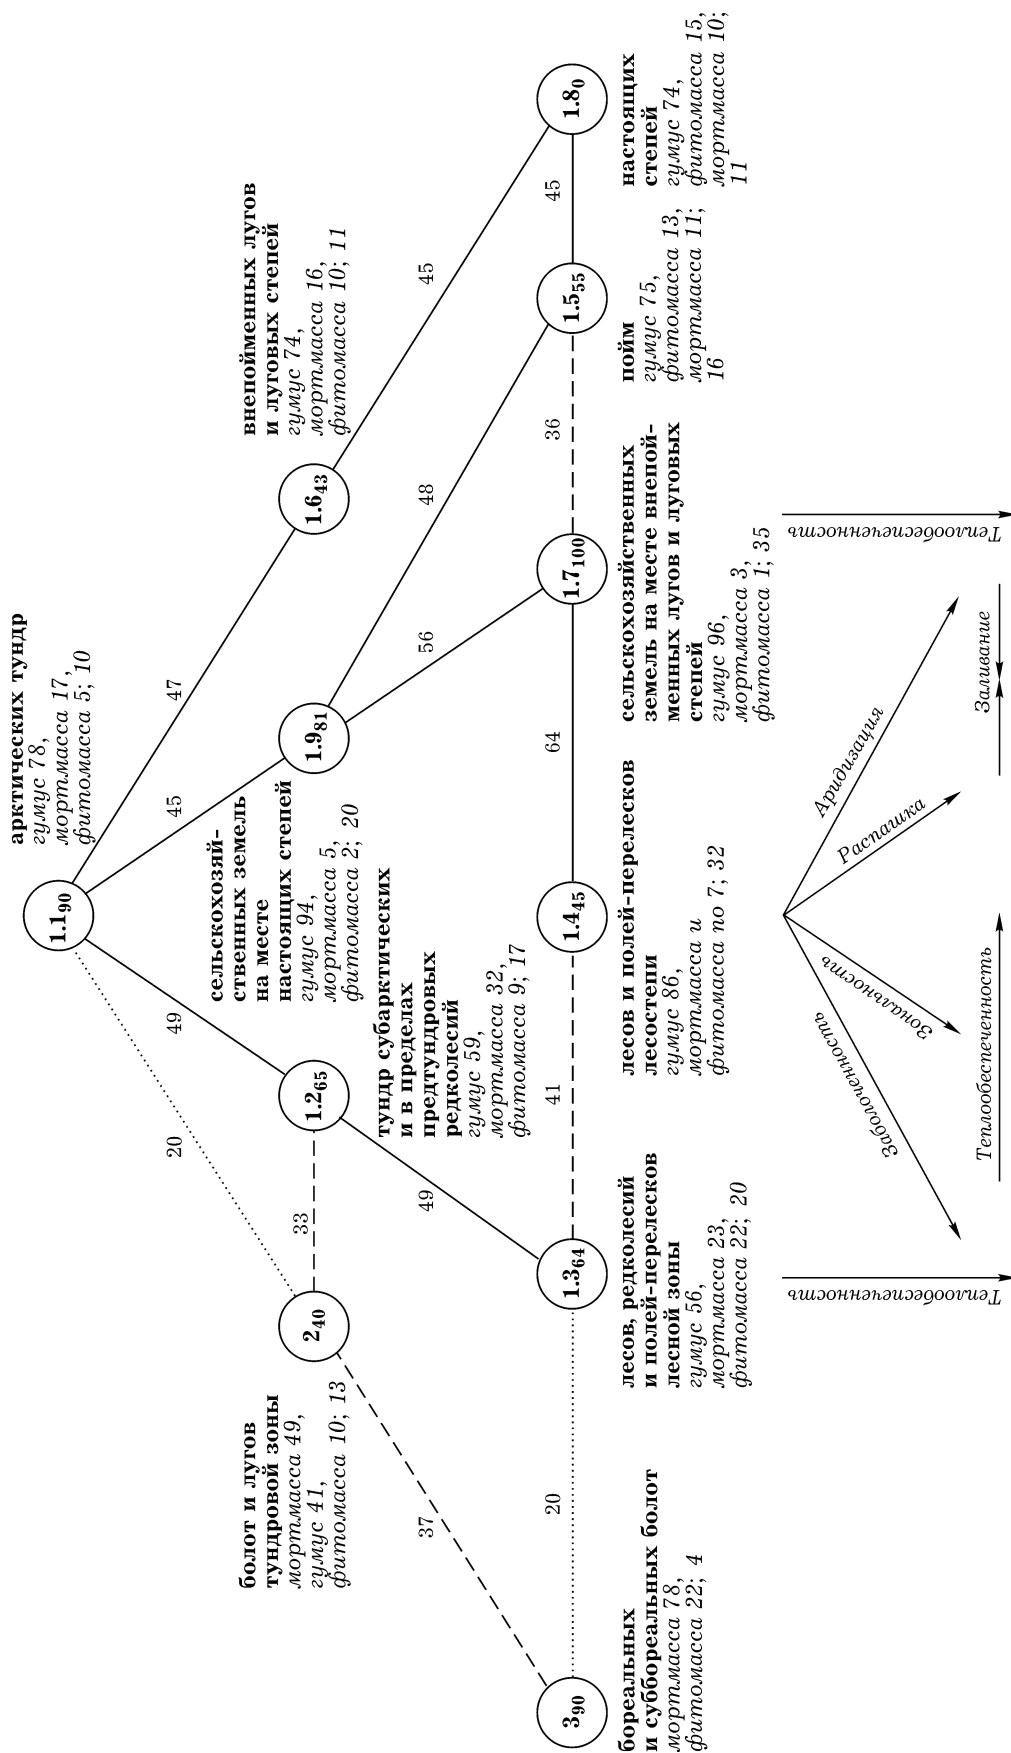 арктических тундр
гумус 78,
мортмасса 17,
фитомасса 5; 10
1.1₉₀
20
49
45
47
болот и лугов
тундровой зоны
мортмасса 49,
гумус 41,
фитомасса 10; 13
2₄₀
33
1.2₆₅
тундр субарктических
и в пределах
предтундровых
редколесий
гумус 59,
мортмасса 32,
фитомасса 9; 17
сельскохозяй-
ственных земель
на месте
настоящих степей
гумус 94,
мортмасса 5,
фитомасса 2; 20
1.9₈₁
1.6₄₃
внепойменных лугов
и луговых степей
гумус 74,
мортмасса 16,
фитомасса 10; 11
37
49
56
48
45
3₉₀
20
1.3₆₄
41
1.4₄₅
64
1.7₁₀₀
36
1.5₅₅
45
1.8₀
бореальных
и суббореальных болот
мортмасса 78,
фитомасса 22; 4
лесов, редколесий
и полей-перелесков
лесной зоны
гумус 56,
мортмасса 23,
фитомасса 22; 20
лесов и полей-перелесков
лесостепи
гумус 86,
мортмасса и
фитомасса по 7; 32
сельскохозяйственных
земель на месте внепой-
менных лугов и луговых
степей
гумус 96,
мортмасса 3,
фитомасса 1; 35
пойм
гумус 75,
фитомасса 13,
мортмасса 11;
16
настоящих
степей
гумус 74,
фитомасса 15,
мортмасса 10;
11
Теплообеспеченность
Заболоченность
Зональность
Распашка
Аридизация
Теплообеспеченность
Теплообеспеченность
Заливание